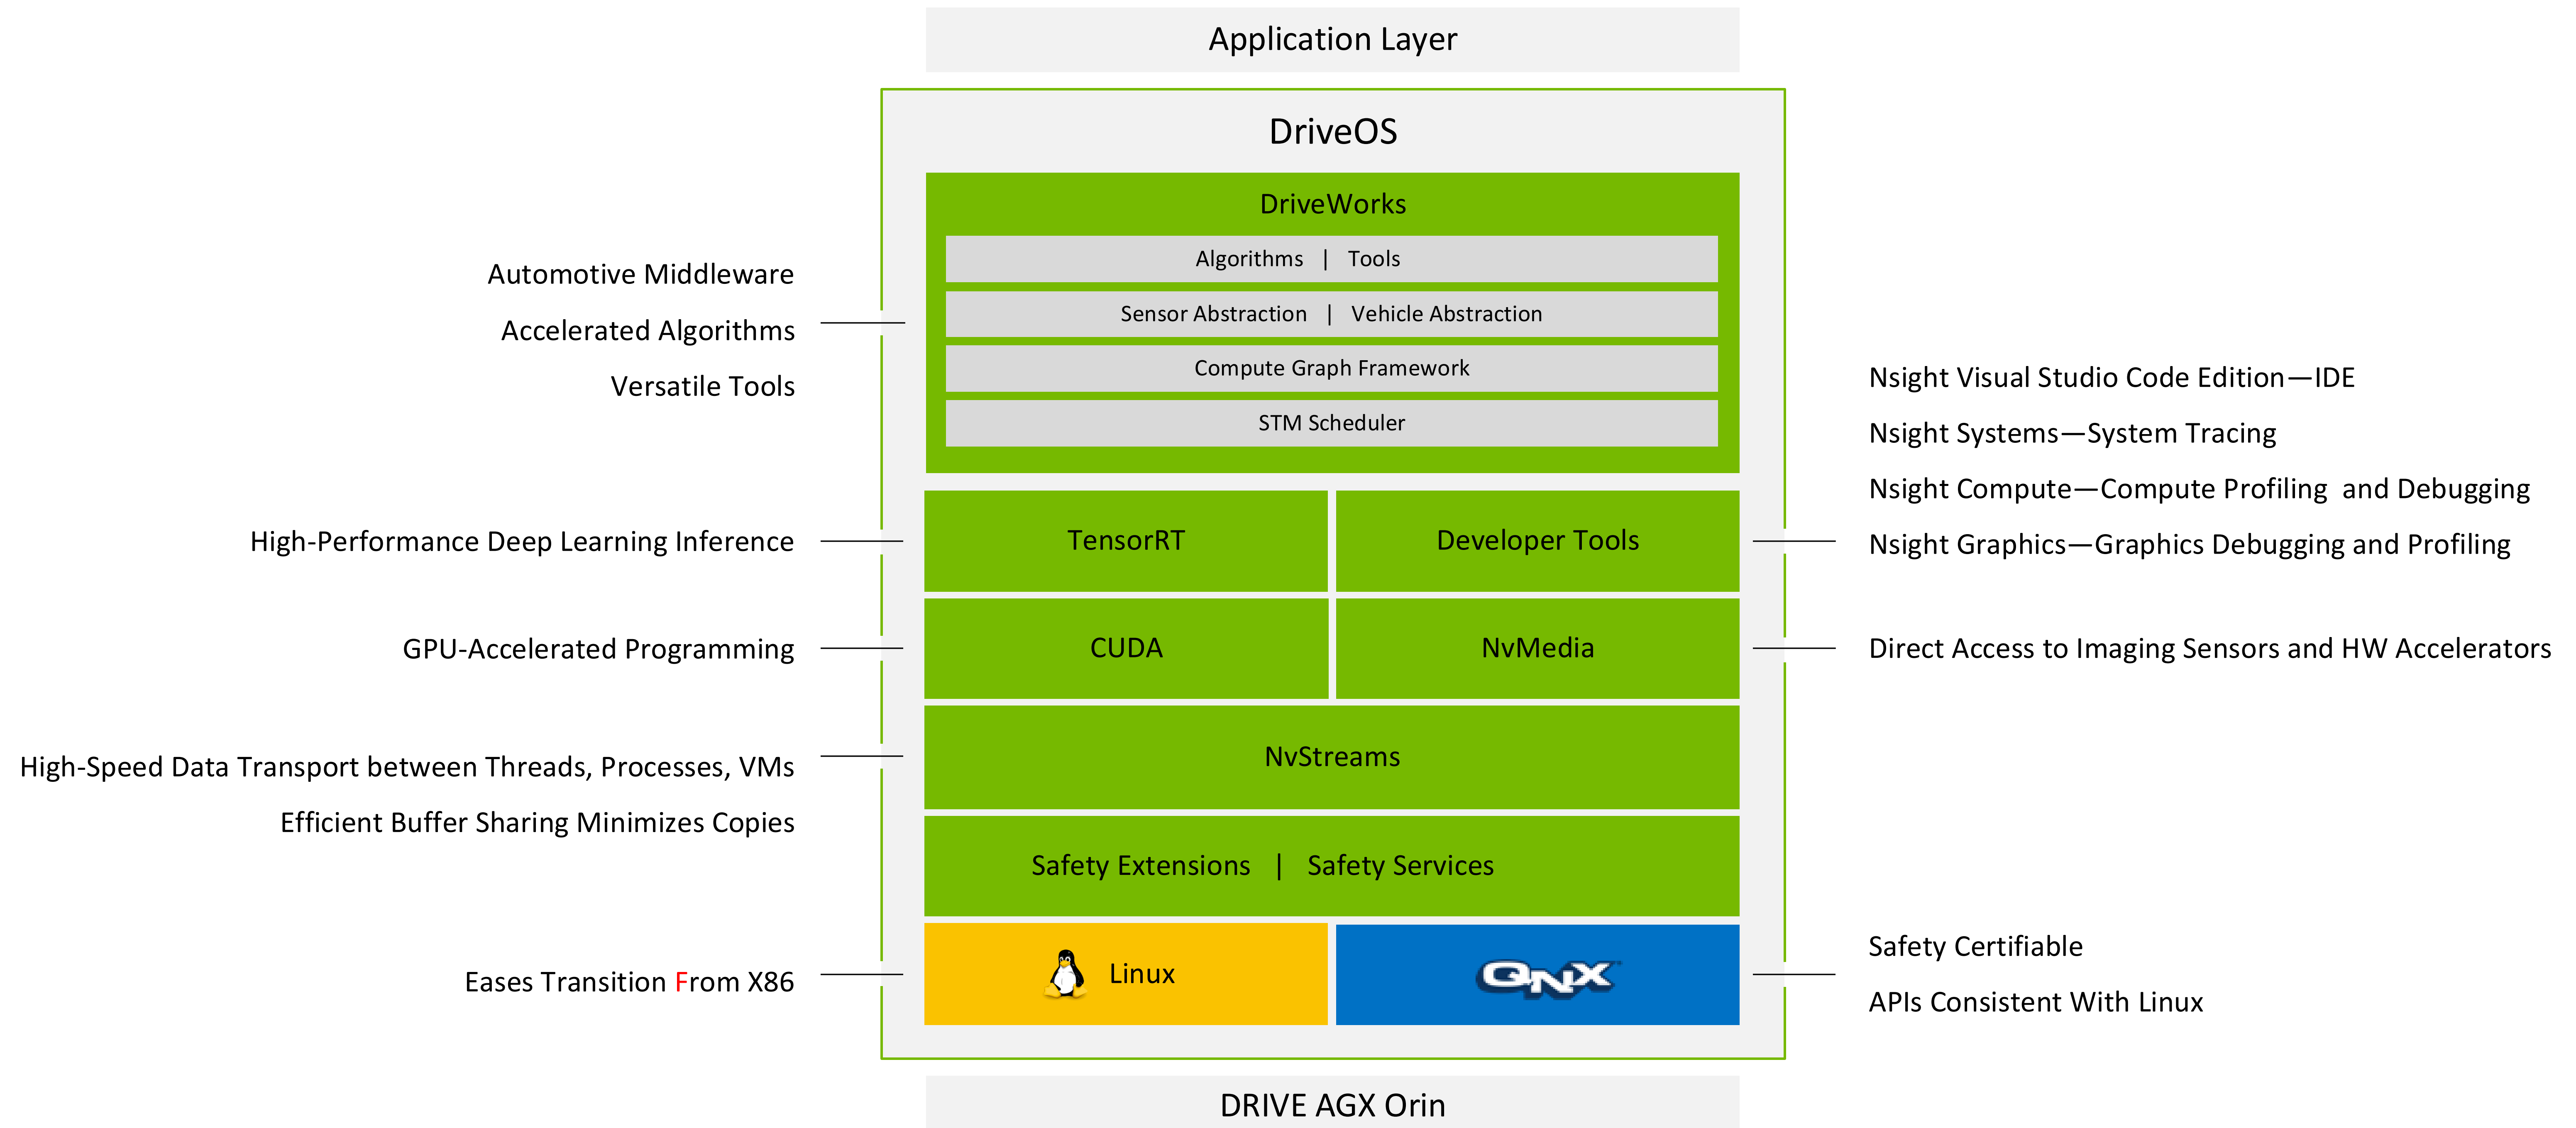 Application Layer
DriveOS
DriveWorks
Algorithms | Tools
Sensor Abstraction | Vehicle Abstraction
Compute Graph Framework
STM Scheduler
Automotive Middleware
Accelerated Algorithms
Versatile Tools
Nsight Visual Studio Code Edition—IDE
Nsight Systems—System Tracing
Nsight Compute—Compute Profiling and Debugging
Nsight Graphics—Graphics Debugging and Profiling
High-Performance Deep Learning Inference
TensorRT
Developer Tools
GPU-Accelerated Programming
CUDA
NvMedia
Direct Access to Imaging Sensors and HW Accelerators
High-Speed Data Transport between Threads, Processes, VMs
Efficient Buffer Sharing Minimizes Copies
NvStreams
Safety Extensions | Safety Services
Eases Transition From X86
Linux
QNX
Safety Certifiable
APIs Consistent With Linux
DRIVE AGX Orin